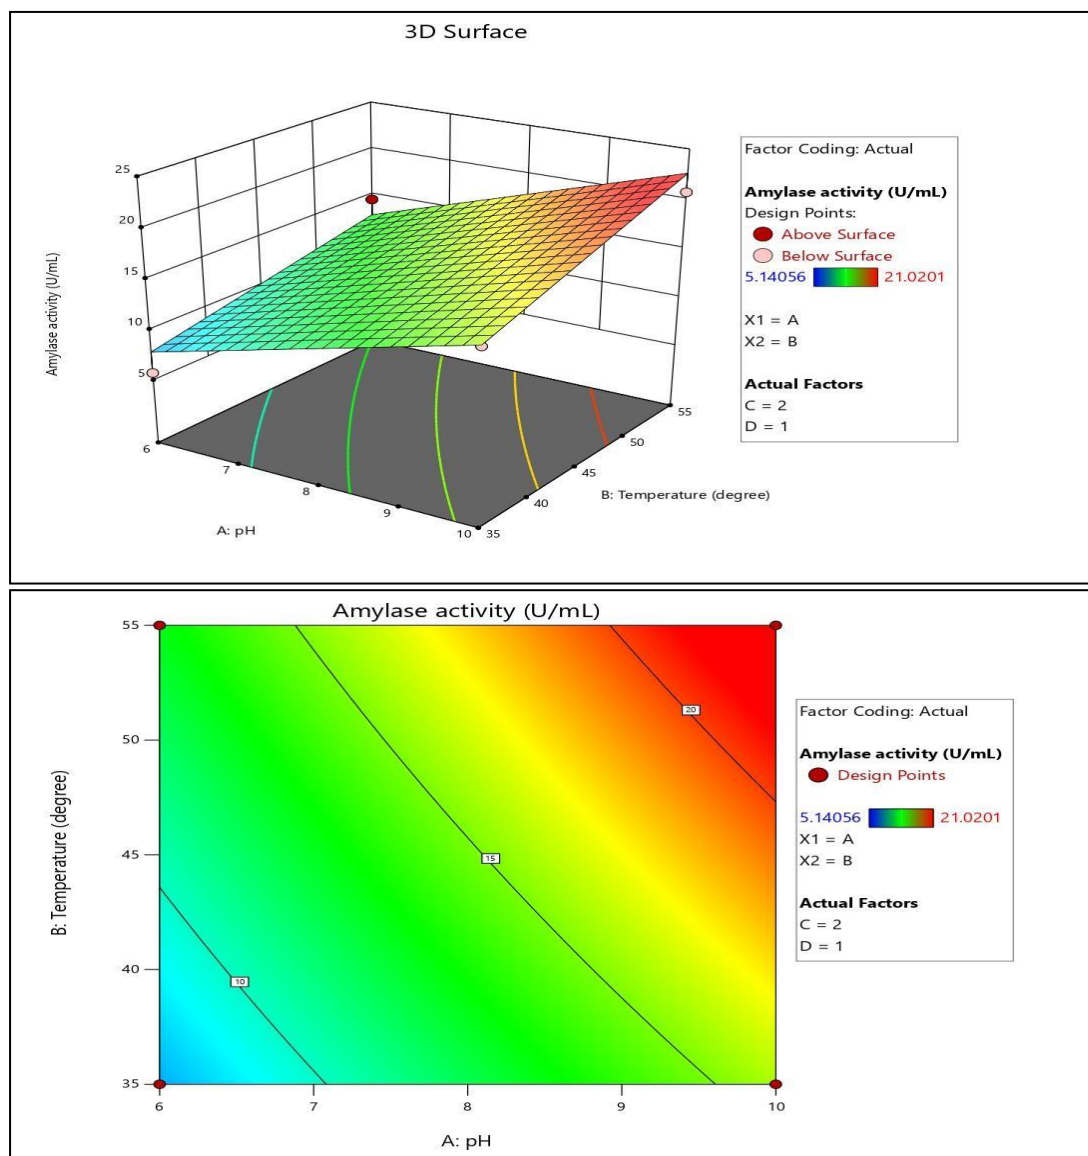 3D Surface
Factor Coding: Actual
Amylase activity (U/mL)
Design Points:
Above Surface
Below Surface
5.14056 21.0201
X1 = A
X2 = B
Actual Factors
C = 2
D = 1
Amylase activity (U/mL)
25
20
15
10
5
6
7
8
9
10
A: pH
35
40
45
50
55
B: Temperature (degree)
Amylase activity (U/mL)
55
50
45
40
35
B: Temperature (degree)
20
15
10
6 7 8 9 10
A: pH
Factor Coding: Actual
Amylase activity (U/mL)
Design Points
5.14056 21.0201
X1 = A
X2 = B
Actual Factors
C = 2
D = 1